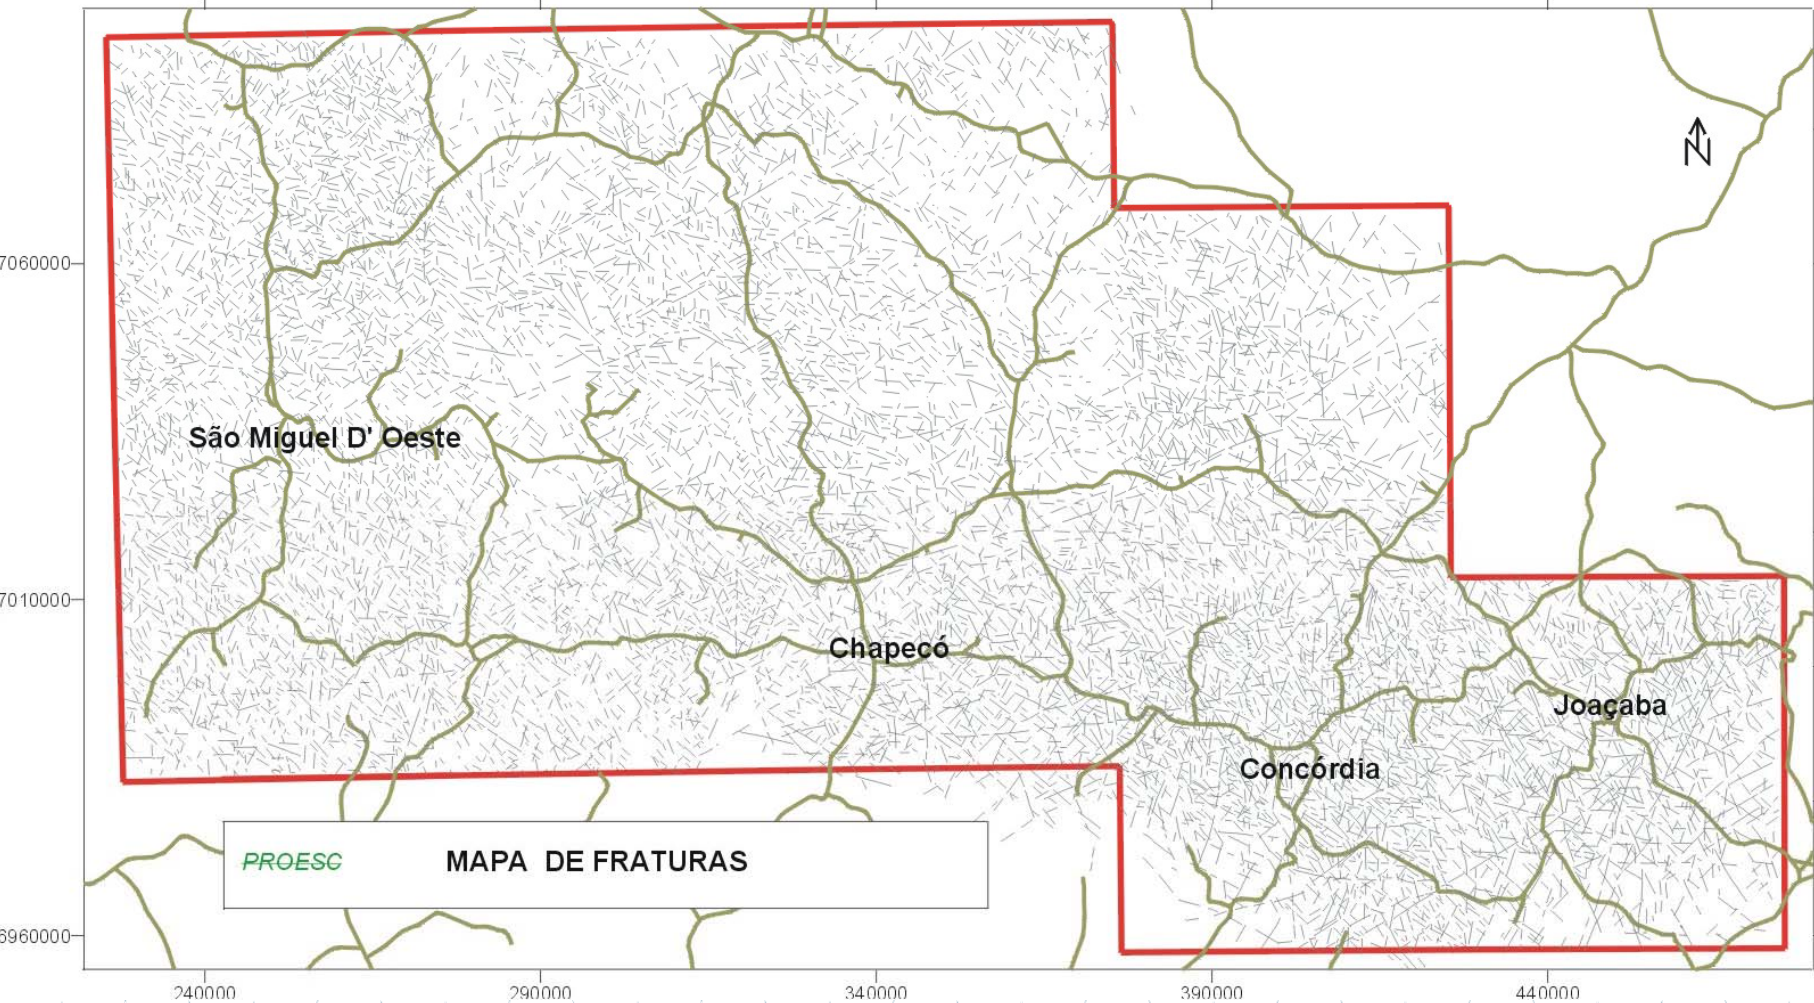 N
7060000
São Miguel D' Oeste
7010000
Chapecó
Joaçaba
Concórdia
PROESC MAPA DE FRATURAS
6960000
240000 290000 340000 390000 440000